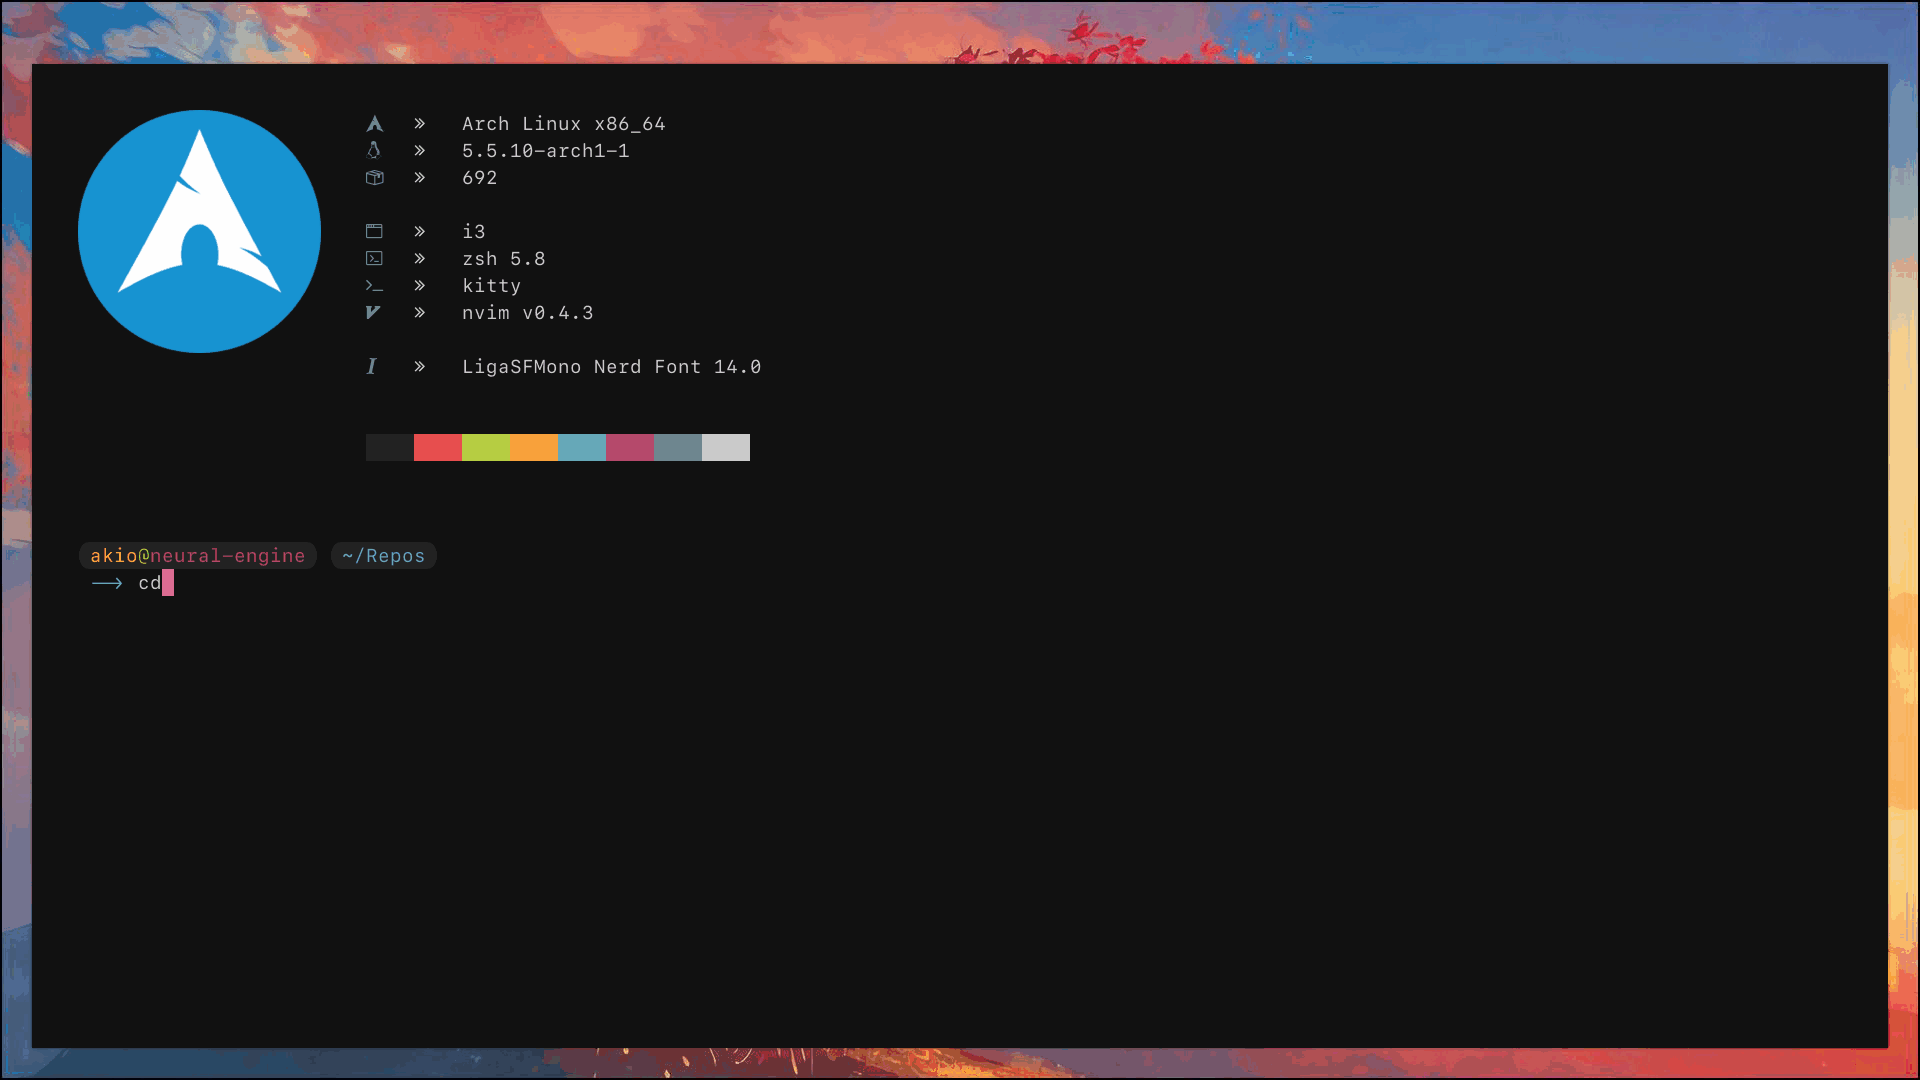 » Arch Linux x86_64
» 5.5.10-arch1-1
» 692
» i3
» zsh 5.8
» kitty
» nvim v0.4.3
I » LigaSFMono Nerd Font 14.0
akio@neural-engine ~/Repos
⟶ cd